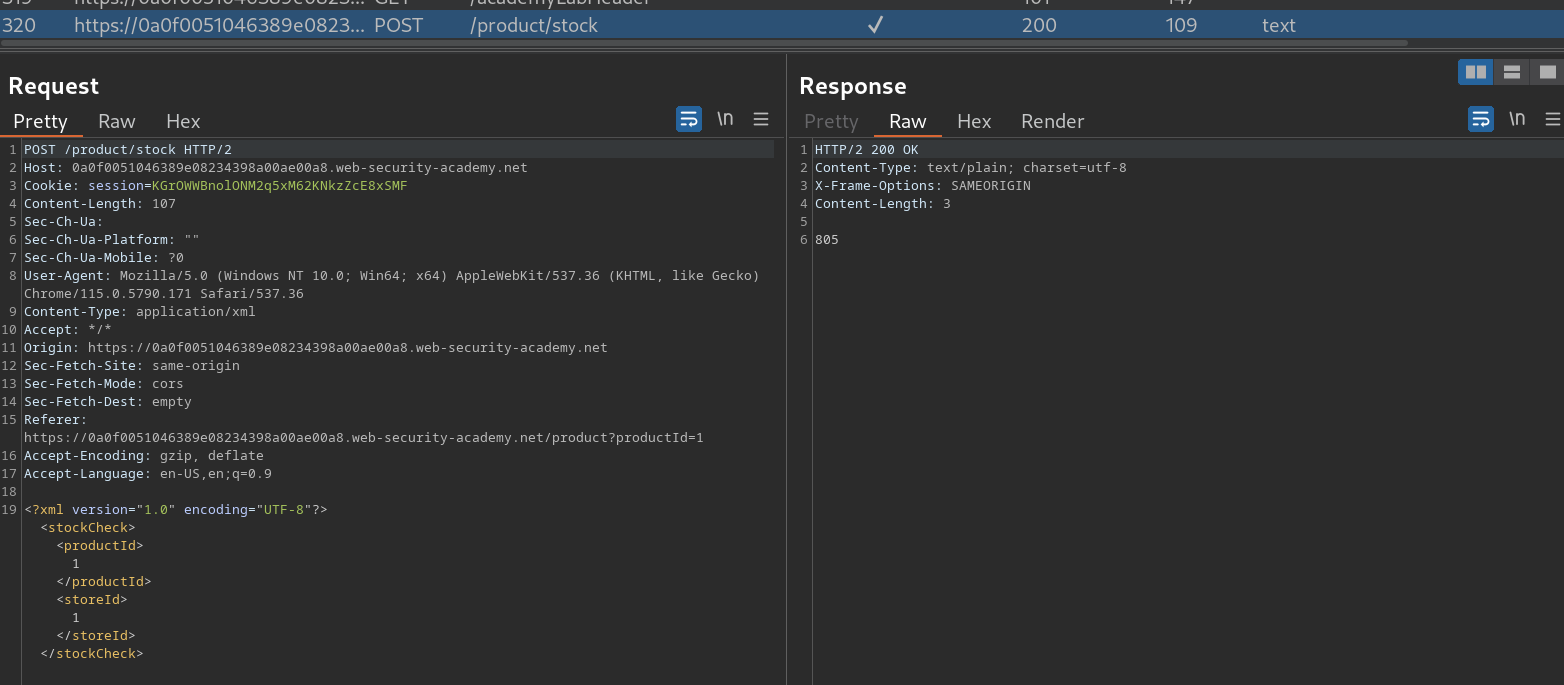 320 https://0a0f0051046389e0823... POST /product/stock ✓ 200 109 text
Request
Pretty Raw Hex
\n
1 POST /product/stock HTTP/2
2 Host: 0a0f0051046389e08234398a00ae00a8.web-security-academy.net
3 Cookie: session=KGrOWWBnolONM2q5xM62KNkzZcE8xSMF
4 Content-Length: 107
5 Sec-Ch-Ua:
6 Sec-Ch-Ua-Platform: ""
7 Sec-Ch-Ua-Mobile: ?0
8 User-Agent: Mozilla/5.0 (Windows NT 10.0; Win64; x64) AppleWebKit/537.36 (KHTML, like Gecko)
Chrome/115.0.5790.171 Safari/537.36
9 Content-Type: application/xml
10 Accept: */*
11 Origin: https://0a0f0051046389e08234398a00ae00a8.web-security-academy.net
12 Sec-Fetch-Site: same-origin
13 Sec-Fetch-Mode: cors
14 Sec-Fetch-Dest: empty
15 Referer:
https://0a0f0051046389e08234398a00ae00a8.web-security-academy.net/product?productId=1
16 Accept-Encoding: gzip, deflate
17 Accept-Language: en-US,en;q=0.9
18
19 <?xml version="1.0" encoding="UTF-8"?>
<stockCheck>
<productId>
1
</productId>
<storeId>
1
</storeId>
</stockCheck>
Response
Pretty Raw Hex Render
\n
1 HTTP/2 200 OK
2 Content-Type: text/plain; charset=utf-8
3 X-Frame-Options: SAMEORIGIN
4 Content-Length: 3
5
6 805